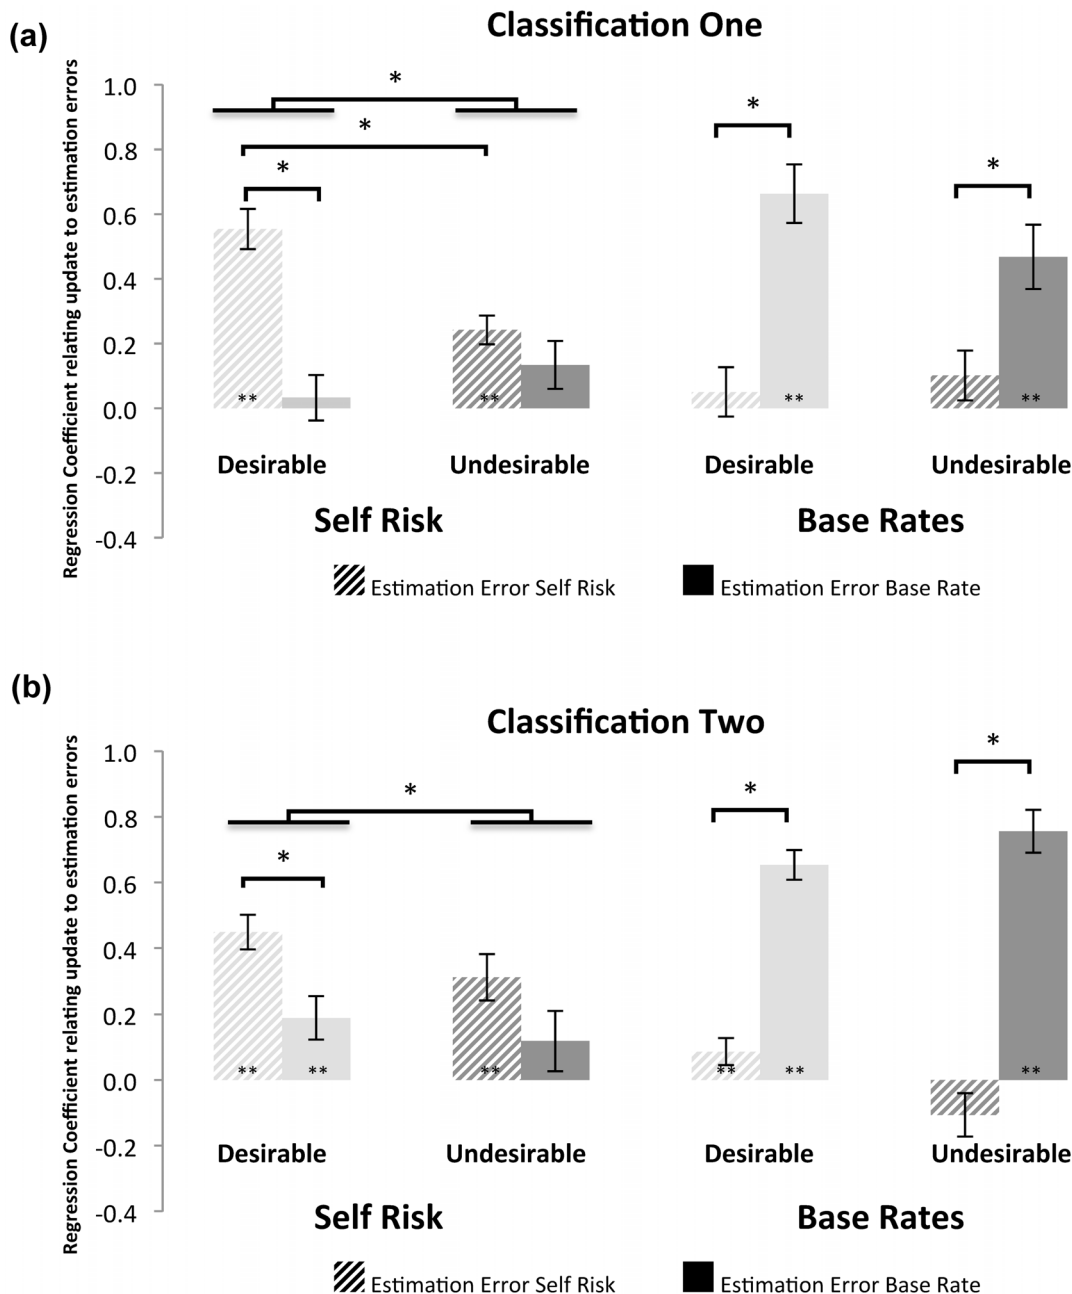 (a)
Classification One
Regression Coefficient relating update to estimation errors
1.0
0.8
0.6
0.4
0.2
0.0
-0.2
-0.4
*
*
*
*
*
** ** ** **
Desirable Undesirable Desirable Undesirable
Self Risk Base Rates
Estimation Error Self Risk Estimation Error Base Rate
(b)
Classification Two
Regression Coefficient relating update to estimation errors
1.0
0.8
0.6
0.4
0.2
0.0
-0.2
-0.4
*
*
*
*
** ** ** ** ** **
Desirable Undesirable Desirable Undesirable
Self Risk Base Rates
Estimation Error Self Risk Estimation Error Base Rate